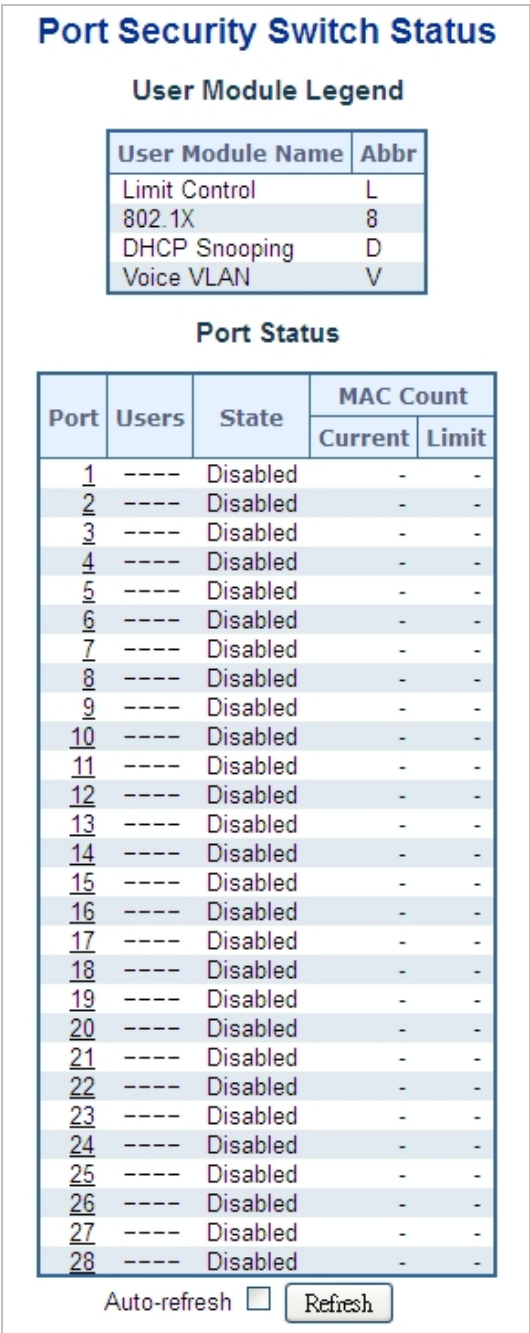 Port Security Switch Status
User Module Legend
User Module Name Abbr
Limit Control L
802.1X 8
DHCP Snooping D
Voice VLAN V
Port Status
Port Users State MAC Count
Current Limit
1 ---- Disabled - -
2 ---- Disabled - -
3 ---- Disabled - -
4 ---- Disabled - -
5 ---- Disabled - -
6 ---- Disabled - -
7 ---- Disabled - -
8 ---- Disabled - -
9 ---- Disabled - -
10 ---- Disabled - -
11 ---- Disabled - -
12 ---- Disabled - -
13 ---- Disabled - -
14 ---- Disabled - -
15 ---- Disabled - -
16 ---- Disabled - -
17 ---- Disabled - -
18 ---- Disabled - -
19 ---- Disabled - -
20 ---- Disabled - -
21 ---- Disabled - -
22 ---- Disabled - -
23 ---- Disabled - -
24 ---- Disabled - -
25 ---- Disabled - -
26 ---- Disabled - -
27 ---- Disabled - -
28 ---- Disabled - -
Auto-refresh Refresh